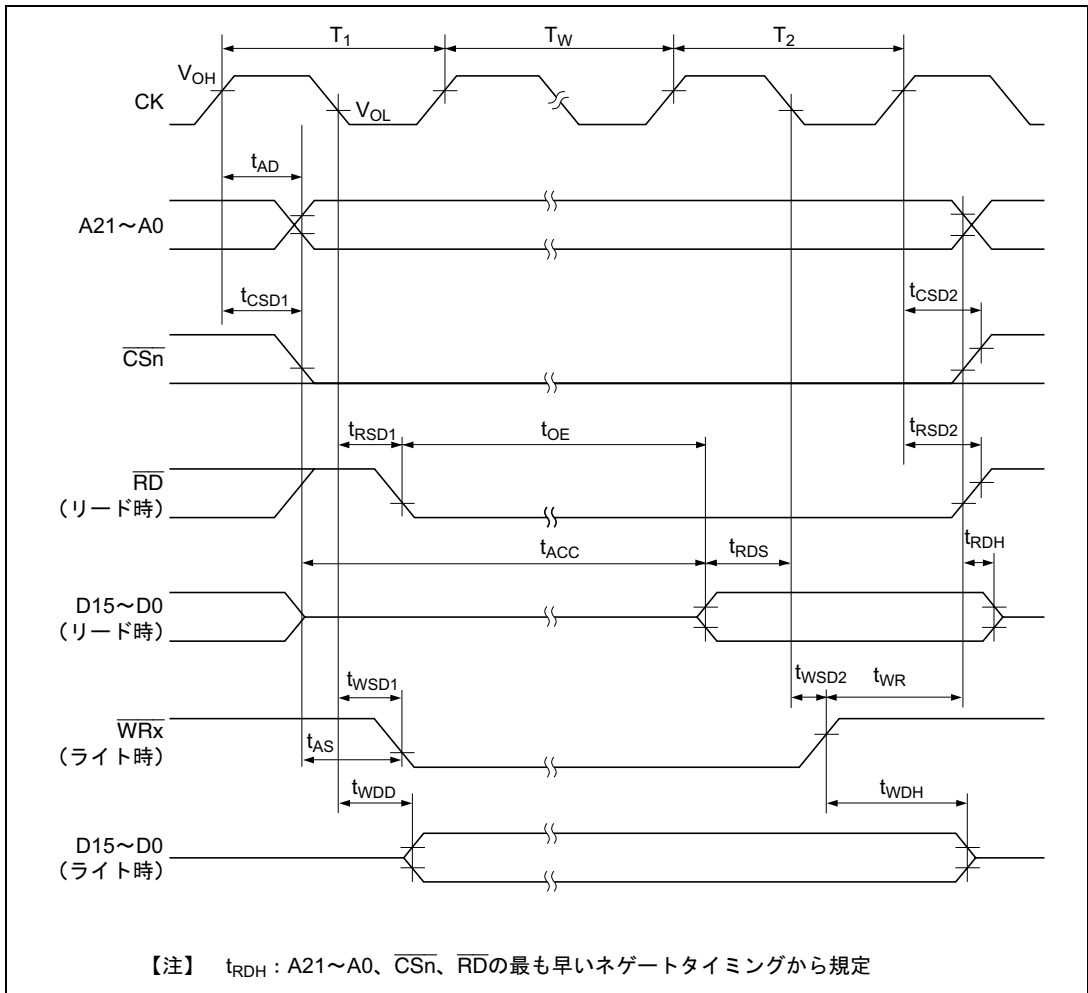 T1 TW T2
VOH
CK
VOL
tAD
A21～A0
tCSD1 tCSD2
CSn
tRSD1 tOE tRSD2
RD
（リード時）
tACC tRDS tRDH
D15～D0
（リード時）
tWSD1 tWSD2 tWR
WRx
（ライト時）
tAS
tWDD tWDH
D15～D0
（ライト時）
【注】 tRDH：A21～A0、CSn、RDの最も早いネゲートタイミングから規定